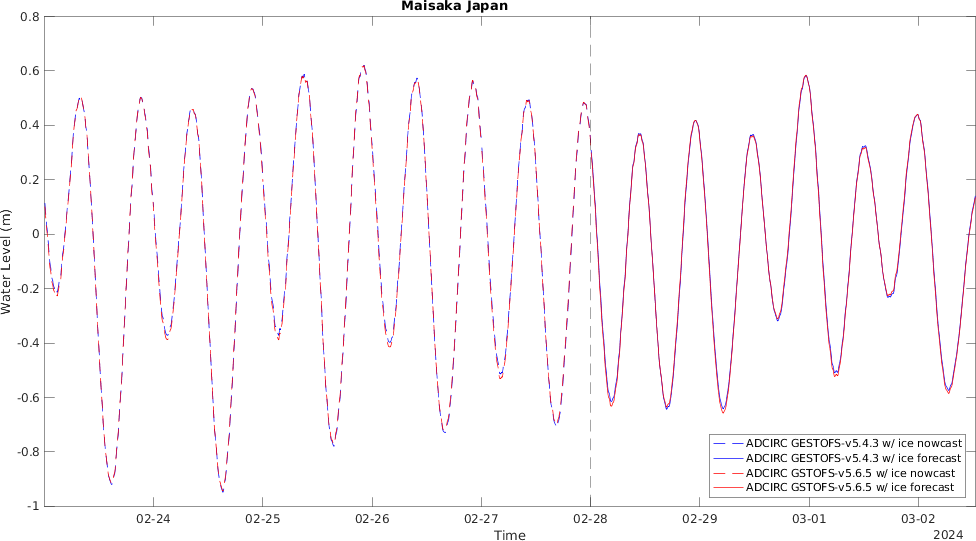 Maisaka Japan
0.8
0.6
0.4
0.2
0
-0.2
-0.4
-0.6
-0.8
-1
Water Level (m)
02-24
02-25
02-26
02-27
02-28
02-29
03-01
03-02
Time
2024
ADCIRC GESTOFS-v5.4.3 w/ ice nowcast
ADCIRC GESTOFS-v5.4.3 w/ ice forecast
ADCIRC GSTOFS-v5.6.5 w/ ice nowcast
ADCIRC GSTOFS-v5.6.5 w/ ice forecast